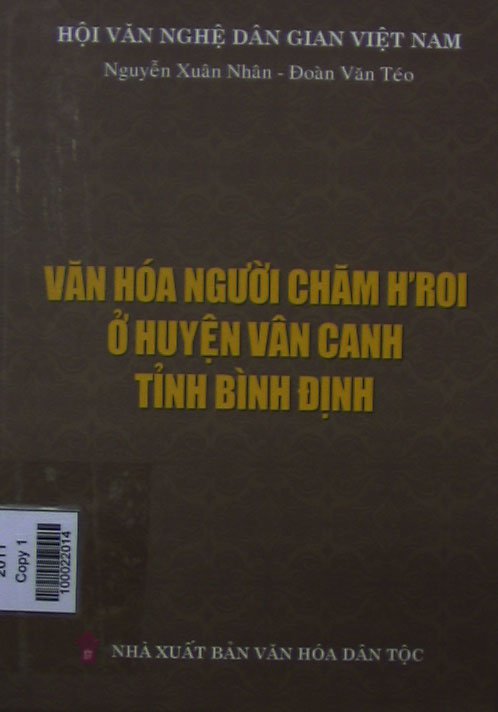 HỘI VĂN NGHỆ DÂN GIAN VIỆT NAM
Nguyễn Xuân Nhân - Đoàn Văn Téo
VĂN HÓA NGƯỜI CHĂM H'ROI
Ở HUYỆN VÂN CANH
TỈNH BÌNH ĐỊNH
2011
Copy 1
100022014
NHÀ XUẤT BẢN VĂN HÓA DÂN TỘC